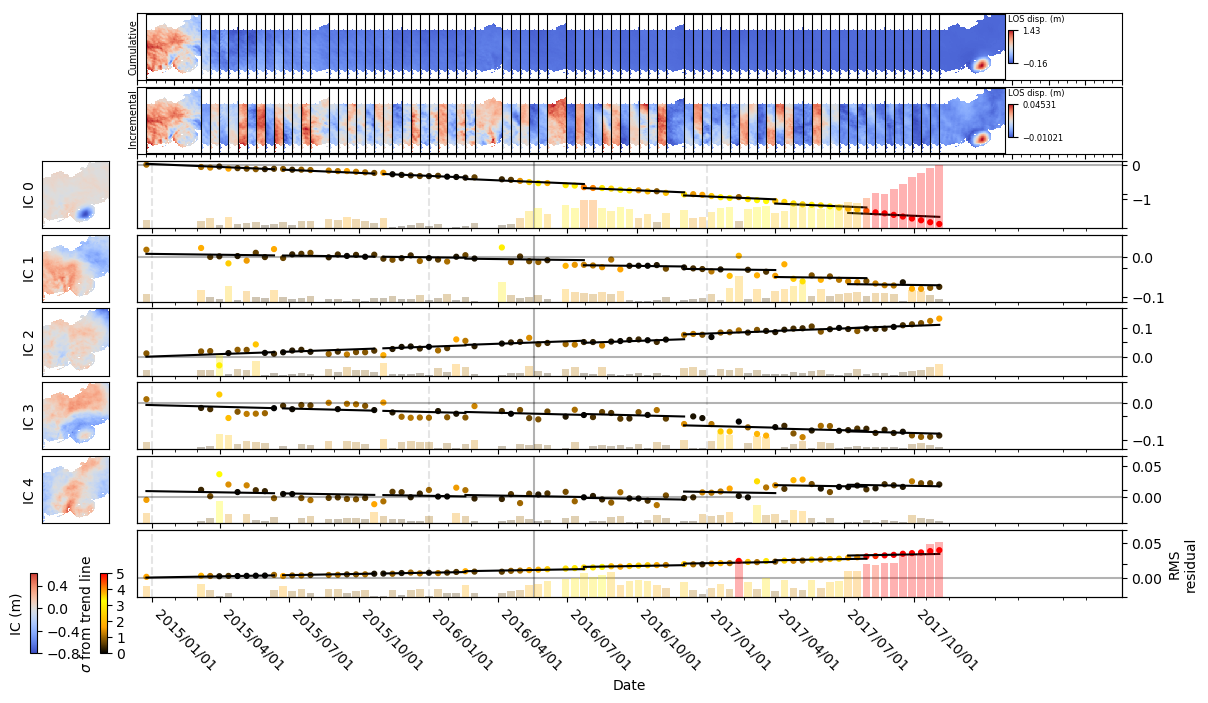 Cumulative
LOS disp. (m)
1.43
−0.16
Incremental
LOS disp. (m)
0.04531
−0.01021
IC 0
0
−1
IC 1
0.0
−0.1
IC 2
0.1
0.0
IC 3
0.0
−0.1
IC 4
0.05
0.00
0.05
0.00
RMS
residual
IC (m)
0.4
0.0
−0.4
−0.8
σ from trend line
5
4
3
2
1
0
2015/01/01
2015/04/01
2015/07/01
2015/10/01
2016/01/01
2016/04/01
2016/07/01
2016/10/01
2017/01/01
2017/04/01
2017/07/01
2017/10/01
Date